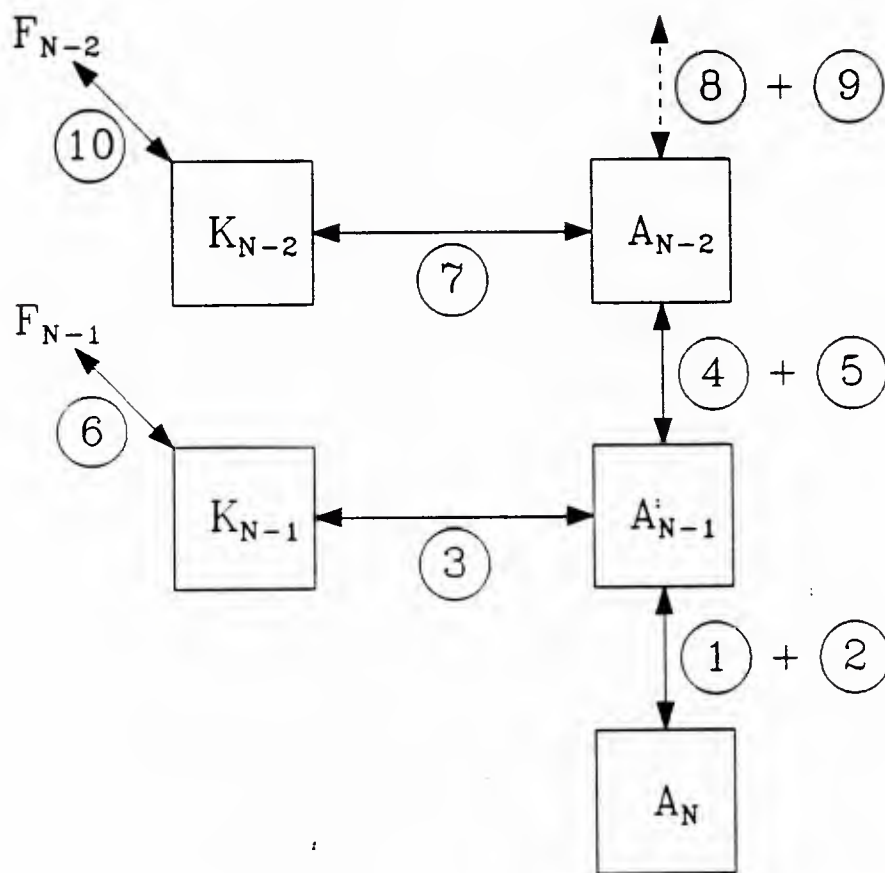 F_{N-2}
8 + 9
10
K_{N-2}
A_{N-2}
7
F_{N-1}
4 + 5
6
K_{N-1}
A_{N-1}
3
1 + 2
A_N